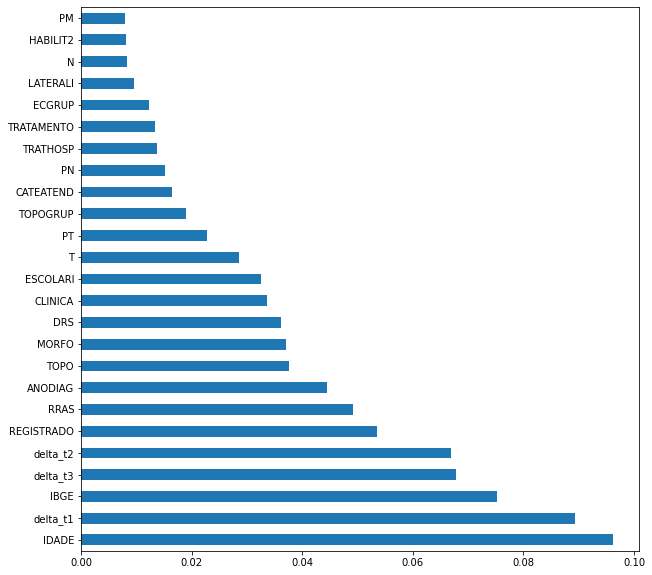 PM
HABILIT2
N
LATERALI
ECGRUP
TRATAMENTO
TRATHOSP
PN
CATEATEND
TOPOGRUP
PT
T
ESCOLARI
CLINICA
DRS
MORFO
TOPO
ANODIAG
RRAS
REGISTRADO
delta_t2
delta_t3
IBGE
delta_t1
IDADE
0.00 0.02 0.04 0.06 0.08 0.10